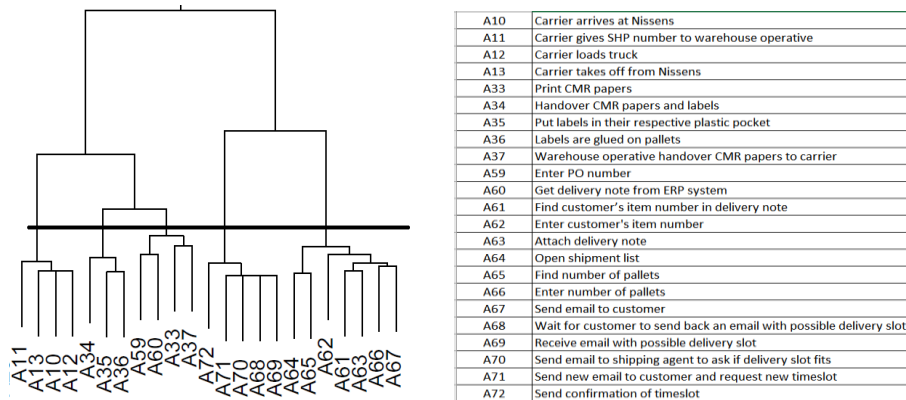 A11
A13
A10
A12
A34
A35
A36
A59
A60
A33
A37
A72
A71
A70
A68
A69
A64
A65
A62
A61
A63
A66
A67
A10 Carrier arrives at Nissens
A11 Carrier gives SHP number to warehouse operative
A12 Carrier loads truck
A13 Carrier takes off from Nissens
A33 Print CMR papers
A34 Handover CMR papers and labels
A35 Put labels in their respective plastic pocket
A36 Labels are glued on pallets
A37 Warehouse operative handover CMR papers to carrier
A59 Enter PO number
A60 Get delivery note from ERP system
A61 Find customer's item number in delivery note
A62 Enter customer's item number
A63 Attach delivery note
A64 Open shipment list
A65 Find number of pallets
A66 Enter number of pallets
A67 Send email to customer
A68 Wait for customer to send back an email with possible delivery slot
A69 Receive email with possible delivery slot
A70 Send email to shipping agent to ask if delivery slot fits
A71 Send new email to customer and request new timeslot
A72 Send confirmation of timeslot